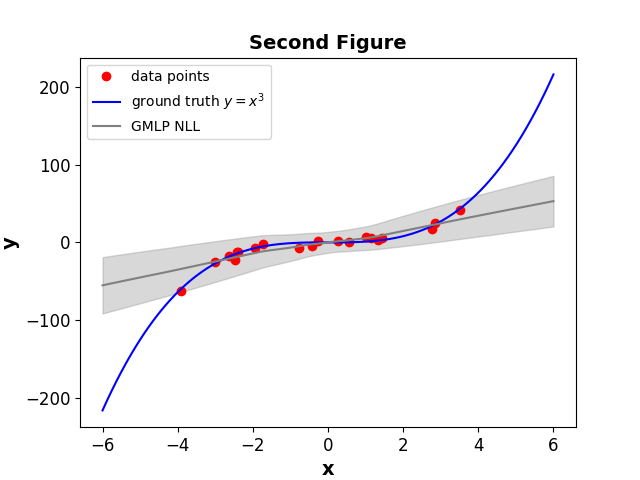 Second Figure
data points
ground truth $y = x^3$
GMLP NLL
200
100
0
−100
−200
y
−6 −4 −2 0 2 4 6
x